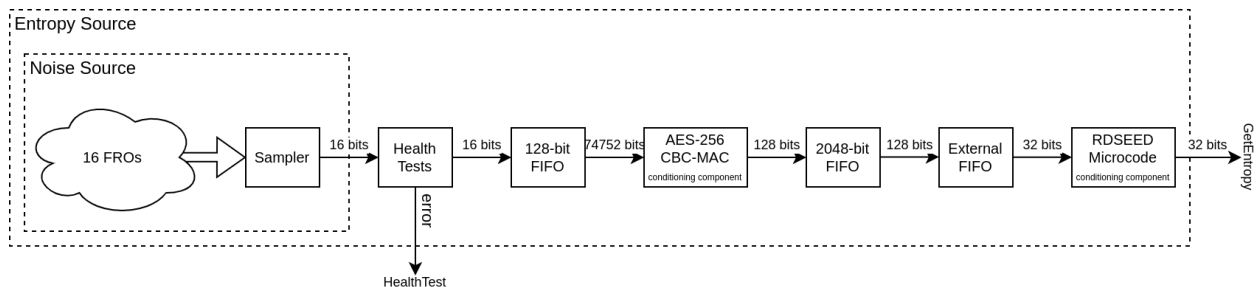 Entropy Source
Noise Source
16 FROs
Sampler
16 bits
Health
Tests
16 bits
128-bit
FIFO
74752 bits
AES-256
CBC-MAC
conditioning component
128 bits
2048-bit
FIFO
128 bits
External
FIFO
32 bits
RDSEED
Microcode
conditioning component
32 bits
GetEntropy
error
HealthTest